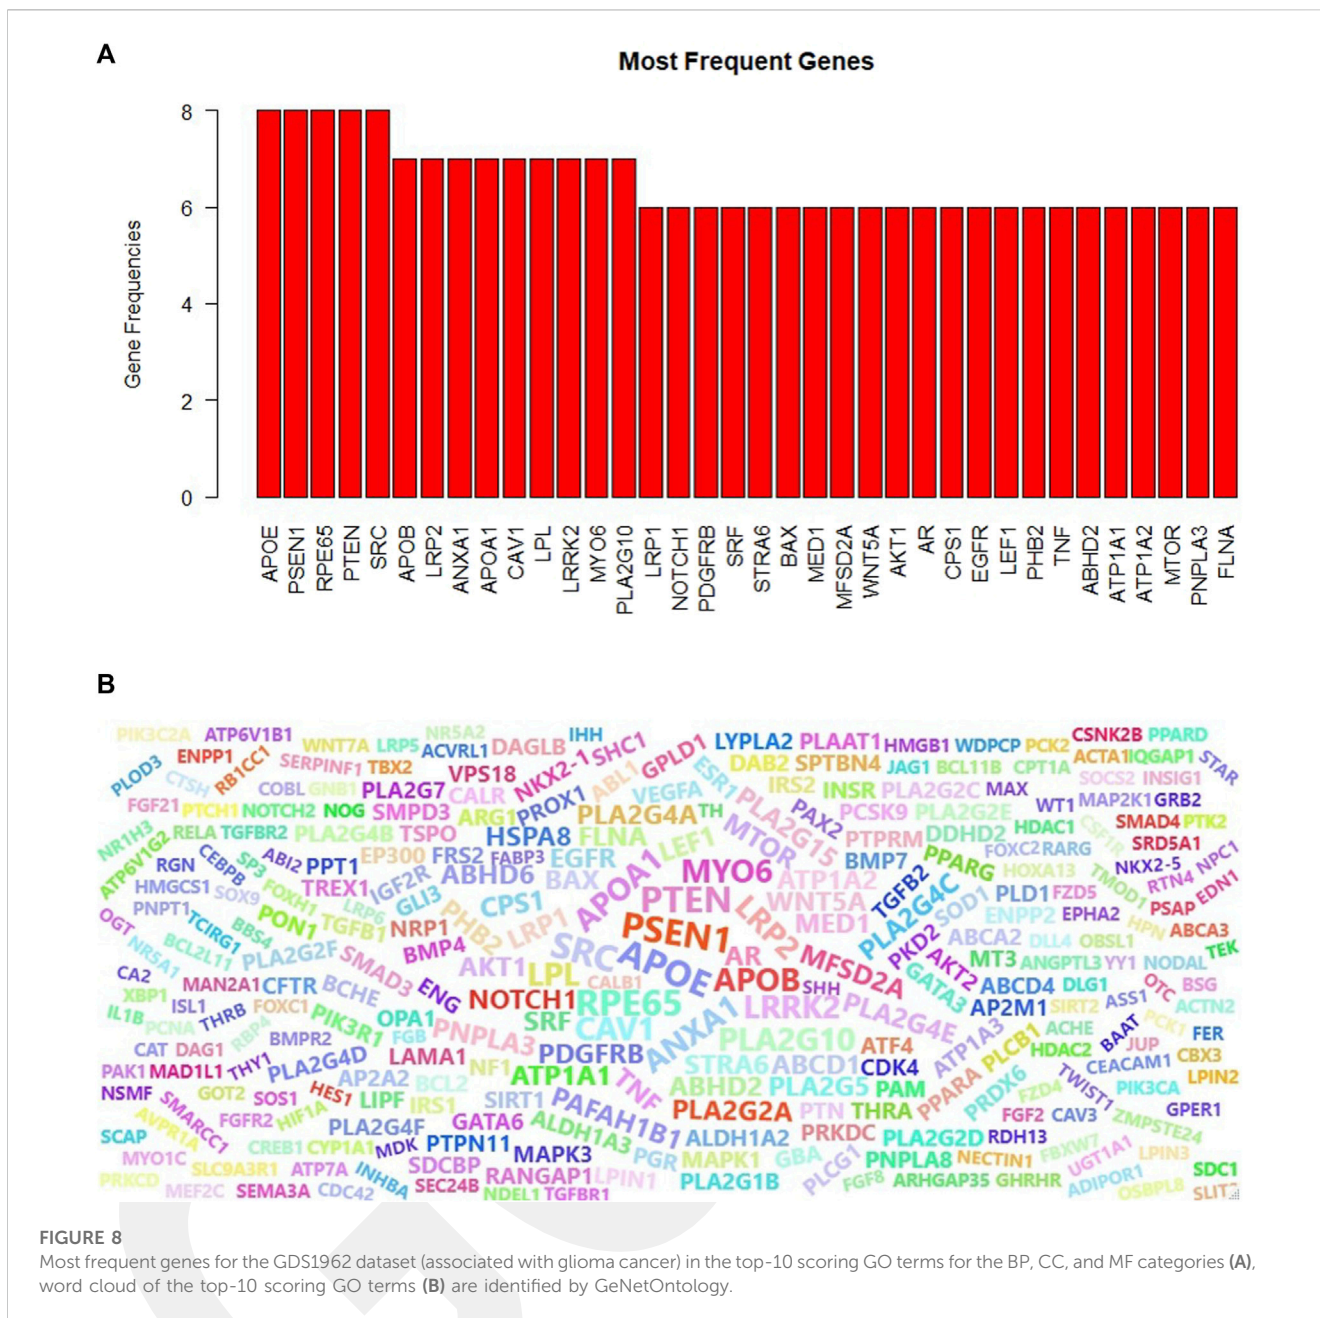 A
Most Frequent Genes
Gene Frequencies
8
6
4
2
0
APOE
PSEN1
RPE65
PTEN
SRC
APOB
LRP2
ANXA1
APOA1
CAV1
LPL
LRRK2
MYO6
PLA2G10
LRP1
NOTCH1
PDGFRB
SRF
STRA6
BAX
MED1
MFSD2A
WNT5A
AKT1
AR
CPS1
EGFR
LEF1
PHB2
TNF
ABHD2
ATP1A1
ATP1A2
MTOR
PNPLA3
FLNA
B
PIK3C2A ATP6V1B1 NR5A2 IHH
WNT7A LRP5 ACVRL1 DAGLB SHC1 GPLD1 LYPLA2 PLAAT1 HMGB1 WDPCP PCK2 CSNK2B PPARD
PLOD3 ENPP1 RB1CC1 SERPINF1 TBX2 VPS18 NKX2-1 ABL1 ESR1 DAB2 SPTBN4 JAG1 BCL11B CPT1A ACTA1 IQGAP1 STAR
CTSH COBL GNB1 PLA2G7 CALR PROX1 VEGFA IRS2 INSR PLA2G2C MAX SOCS2 INSIG1
FGF21 PTCH1 NOTCH2 NOG SMPD3 ARG1 PLA2G4A TH PLA2G15 PAX2 PCSK9 PLA2G2E WT1 MAP2K1 GRB2
NR1H3 RELA TGFBR2 PLA2G4B TSPO HSPA8 FLNA LEF1 MTOR PTPRM DDHD2 HDAC1 CSF1R SMAD4 PTK2
ATP6V1G2 RGN CEBPB SP3 ABI2 PPT1 EP300 FRS2 FABP3 EGFR APOA1 MYO6 BMP7 PPARG FOXC2 RARG SRD5A1
HMGCS1 SOX9 FOXH1 TREX1 IGF2R ABHD6 BAX PTEN ATP1A2 TGFB2 PLA2G4C HOXA13 TMOD1 NKX2-5 NPC1
PNPT1 LRP6 GLI3 CPS1 WNT5A SOD1 PLD1 FZD5 RTN4 EDN1
OGT TCIRG1 BBS4 PON1 TGFB1 NRP1 PHB2 LRP1 PSEN1 LRP2 MED1 ENPP2 EPHA2 HPN PSAP
NR5A1 BCL2L11 PLA2G2F SMAD3 BMP4 SRC APOE AR MFSD2A PKD2 ABCA2 DLL4 OBSL1 ABCA3 TEK
CA2 MAN2A1 CFTR BCHE ENG AKT1 LPL CALB1 APOB SHH AKT2 GATA3 MT3 ANGPTL3 YY1 NODAL
XBP1 ISL1 THRB FOXC1 NOTCH1 RPE65 ANXA1 LRRK2 PLA2G4E ABCD4 DLG1 AP2M1 SIRT2 ASS1 OTC BSG ACTN2
IL1B PCNA RBP4 PIK3R1 OPA1 SRF CAV1 PLA2G10 ATP1A3 PLCB1 ACHE BAAT PCK1 FER
CAT DAG1 BMPR2 FGB PNPLA3 PDGFRB ATF4 HDAC2 JUP CBX3
PAK1 MAD1L1 THY1 PLA2G4D LAMA1 NF1 STRA6 ABCD1 CDK4 CEACAM1 LPIN2
NSMF GOT2 SOS1 HES1 AP2A2 BCL2 ATP1A1 TNF ABHD2 PLA2G5 PAM PPARA PRDX6 FZD4 TWIST1 PIK3CA
AVPR1A SMARCC1 FGFR2 HIF1A LIPF IRS1 SIRT1 PAFAH1B1 PLA2G2A PTN THRA FGF2 CAV3 ZMPSTE24 GPER1
SCAP CREB1 CYP1A1 PLA2G4F GATA6 ALDH1A3 ALDH1A2 PRKDC PLA2G2D RDH13 FBXW7
MYO1C SLC9A3R1 MDK PTPN11 MAPK3 PGR MAPK1 GBA PLCG1 PNPLA8 NECTIN1 UGT1A1 LPIN3
PRKCD ATP7A INHBA SDCBP RANGAP1 LPIN1 PLA2G1B FGF8 ARHGAP35 GHRHR ADIPOR1 SDC1
MEF2C SEMA3A CDC42 SEC24B NDEL1 TGFBR1 OSBPL8
FIGURE 8
Most frequent genes for the GDS1962 dataset (associated with glioma cancer) in the top-10 scoring GO terms for the BP, CC, and MF categories (A),
word cloud of the top-10 scoring GO terms (B) are identified by GeNetOntology.